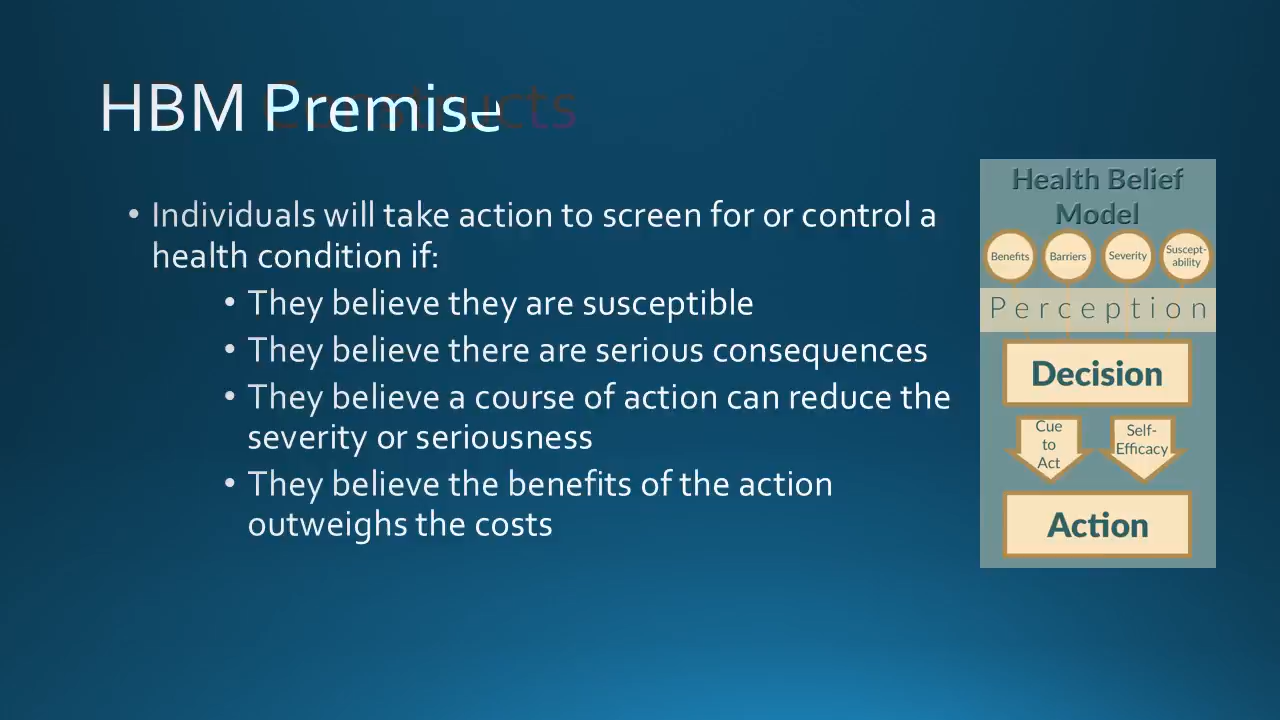 HBM Premise
Constructs
• Individuals will take action to screen for or control a
health condition if:
• They believe they are susceptible
• They believe there are serious consequences
• They believe a course of action can reduce the
severity or seriousness
• They believe the benefits of the action
outweighs the costs
Health Belief
Model
Benefits Barriers Severity Suscept-
ability
Perception
Decision
Cue
to
Act
Self-
Efficacy
Action